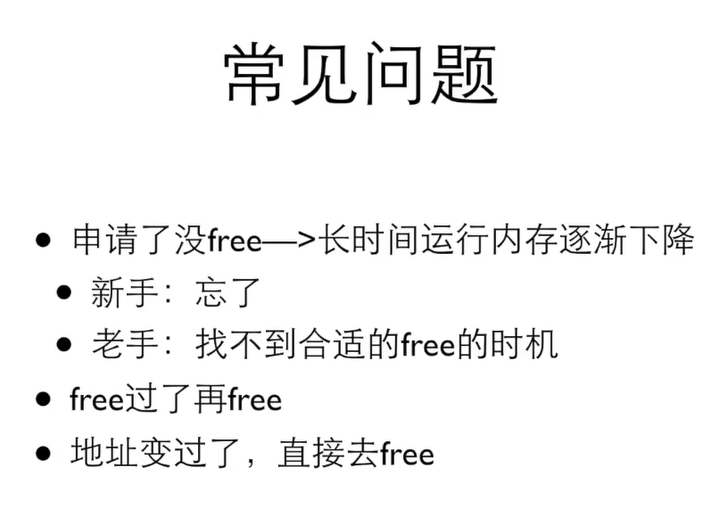 常见问题
• 申请了没free—>长时间运行内存逐渐下降
• 新手：忘了
• 老手：找不到合适的free的时机
• free过了再free
• 地址变过了，直接去free